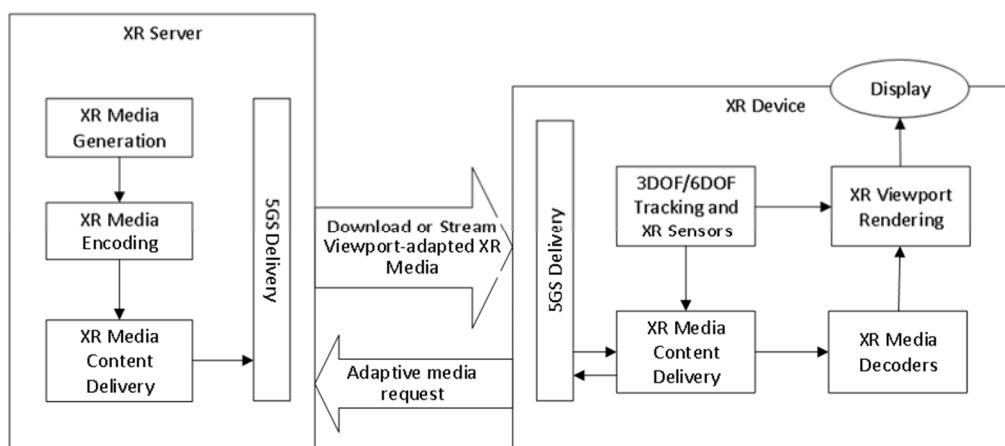 XR Server
XR Media
Generation
XR Media
Encoding
XR Media
Content
Delivery
5GS Delivery
Download or Stream
Viewport-adapted XR
Media
Adaptive media
request
Display
XR Device
5GS Delivery
3DOF/6DOF
Tracking and
XR Sensors
XR Viewport
Rendering
XR Media
Content
Delivery
XR Media
Decoders